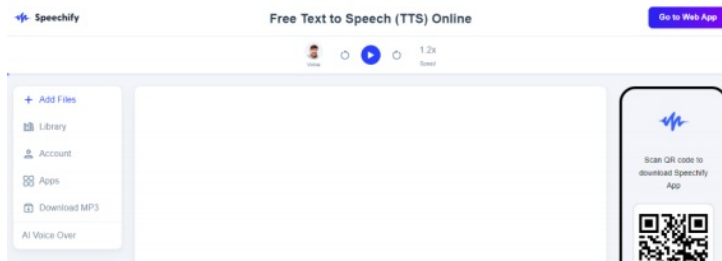 Speechify
Free Text to Speech (TTS) Online
Go to Web App
1.2x
Speed
+ Add Files
Library
Account
Apps
Download MP3
AI Voice Over
Scan QR code to
download Speechify
App